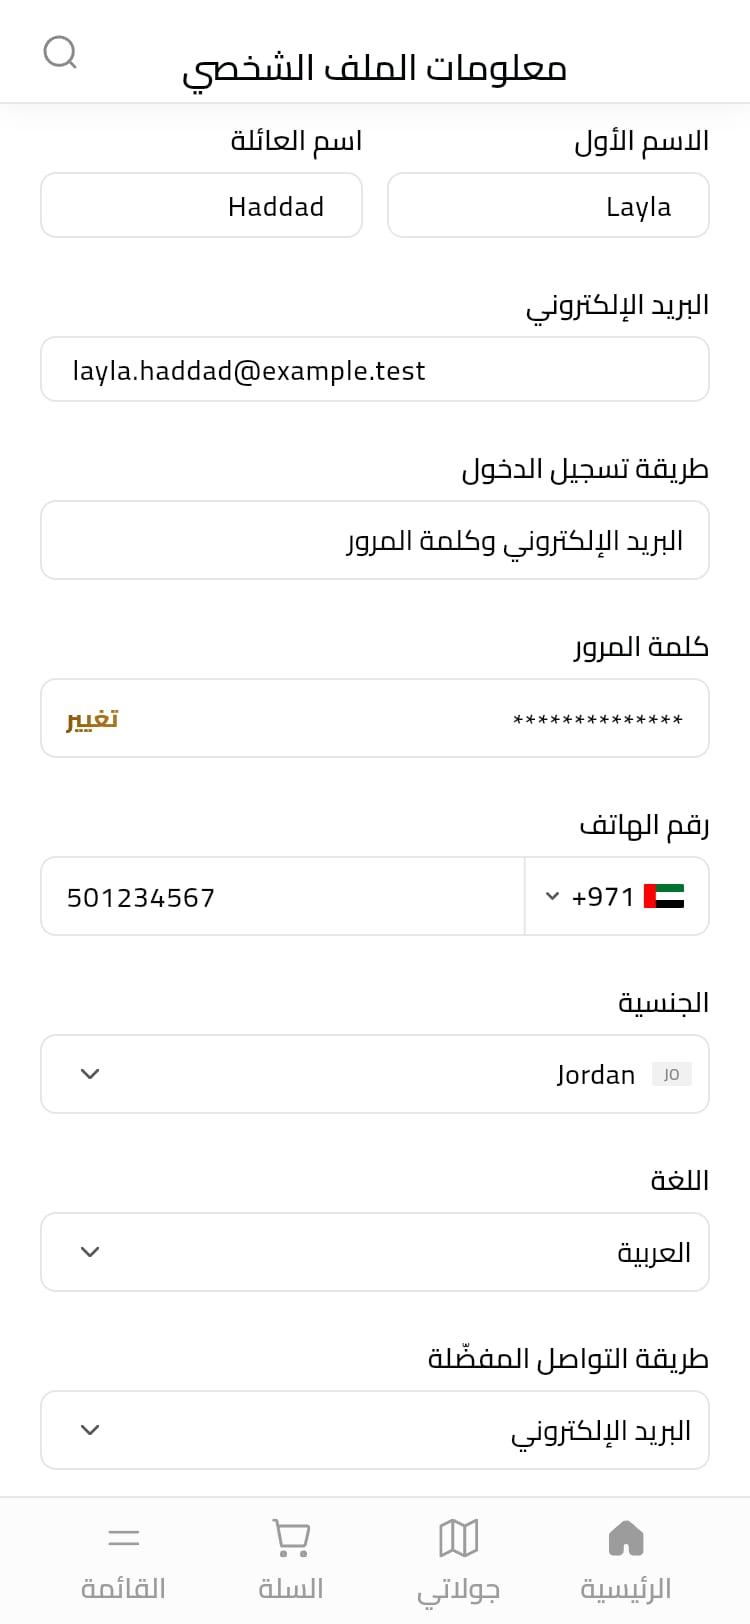 معلومات الملف الشخصي
الاسم الأول
اسم العائلة
Layla
Haddad
البريد الإلكتروني
layla.haddad@example.test
طريقة تسجيل الدخول
البريد الإلكتروني وكلمة المرور
كلمة المرور
**************
تغيير
رقم الهاتف
+971
501234567
الجنسية
JO Jordan
اللغة
العربية
طريقة التواصل المفضّلة
البريد الإلكتروني
الرئيسية
جولاتي
السلة
القائمة